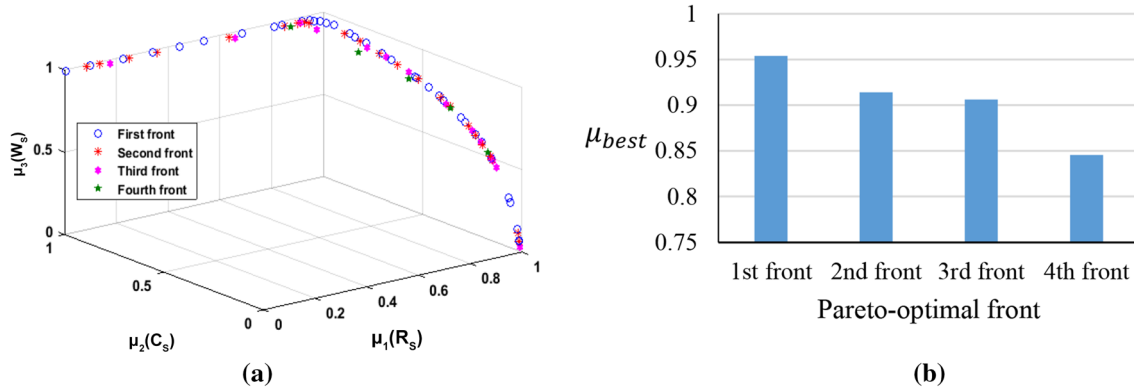 1
0.5
0
1
0.5
0
0
0.2
0.4
0.6
0.8
1
μ₃(Wₛ)
μ₂(Cₛ)
μ₁(Rₛ)
First front
Second front
Third front
Fourth front
(a)
1
0.95
0.9
0.85
0.8
0.75
μbest
1st front 2nd front 3rd front 4th front
Pareto-optimal front
(b)